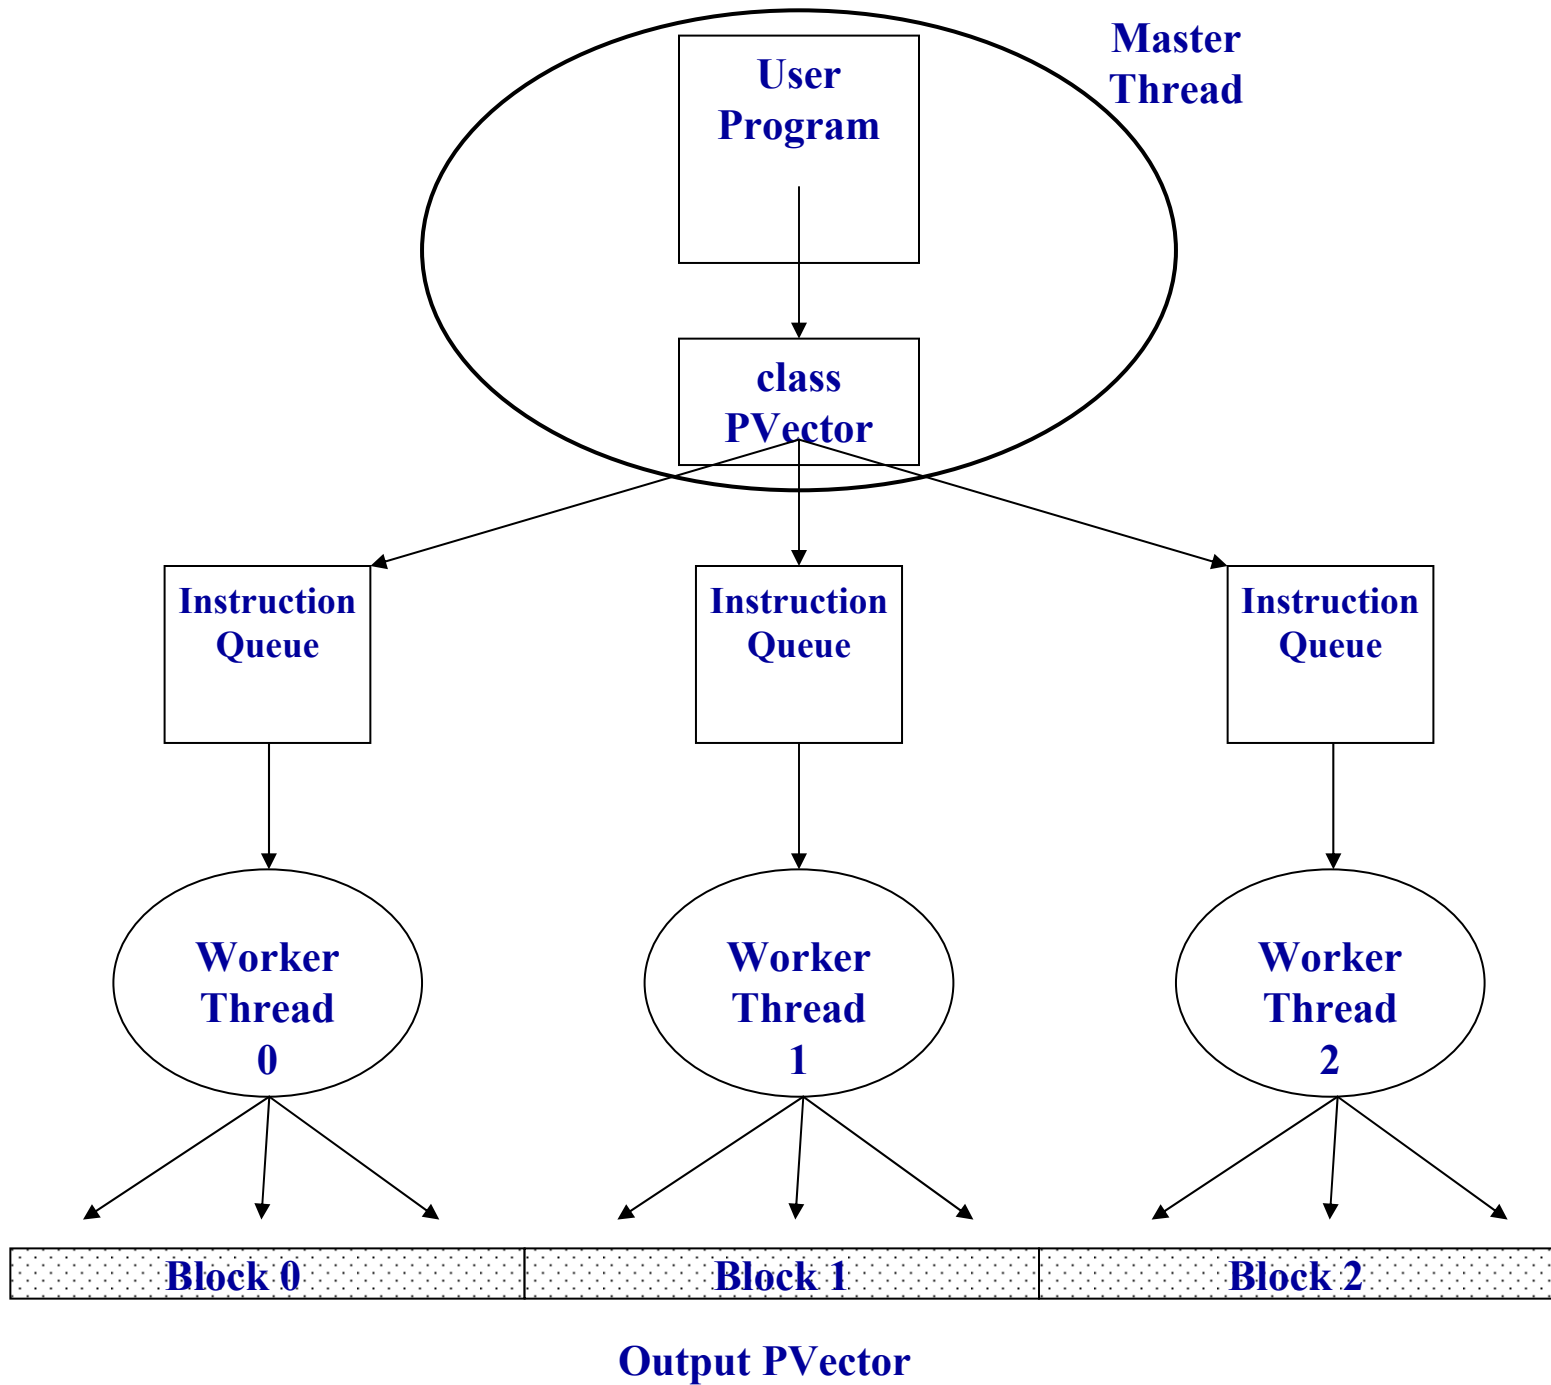 Master
Thread
User
Program
class
PVector
Instruction
Queue
Instruction
Queue
Instruction
Queue
Worker
Thread
0
Worker
Thread
1
Worker
Thread
2
Block 0
Block 1
Block 2
Output PVector